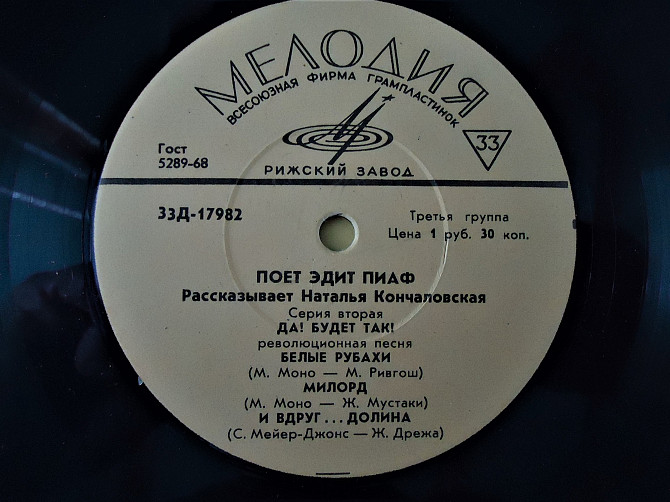 МЕЛОДИЯ
ВСЕСОЮЗНАЯ ФИРМА ГРАМПЛАСТИНОК
33
Гост
5289-68
РИЖСКИЙ ЗАВОД
33Д-17982
Третья группа
Цена 1 руб. 30 коп.
ПОЕТ ЭДИТ ПИАФ
Рассказывает Наталья Кончаловская
Серия вторая
ДА! БУДЕТ ТАК!
революционная песня
БЕЛЫЕ РУБАХИ
(М. Моно — М. Ривгош)
МИЛОРД
(М. Моно — Ж. Мустаки)
И ВДРУГ... ДОЛИНА
(С. Мейер-Джонс — Ж. Дрежа)